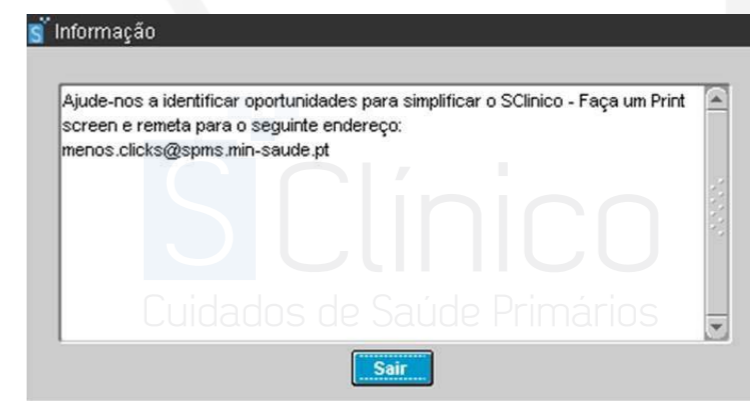 S Informação
Ajude-nos a identificar oportunidades para simplificar o SClinico - Faça um Print
screen e remeta para o seguinte endereço:
menos.clicks@spms.min-saude.pt
SClínico
Cuidados de Saúde Primários
Sair